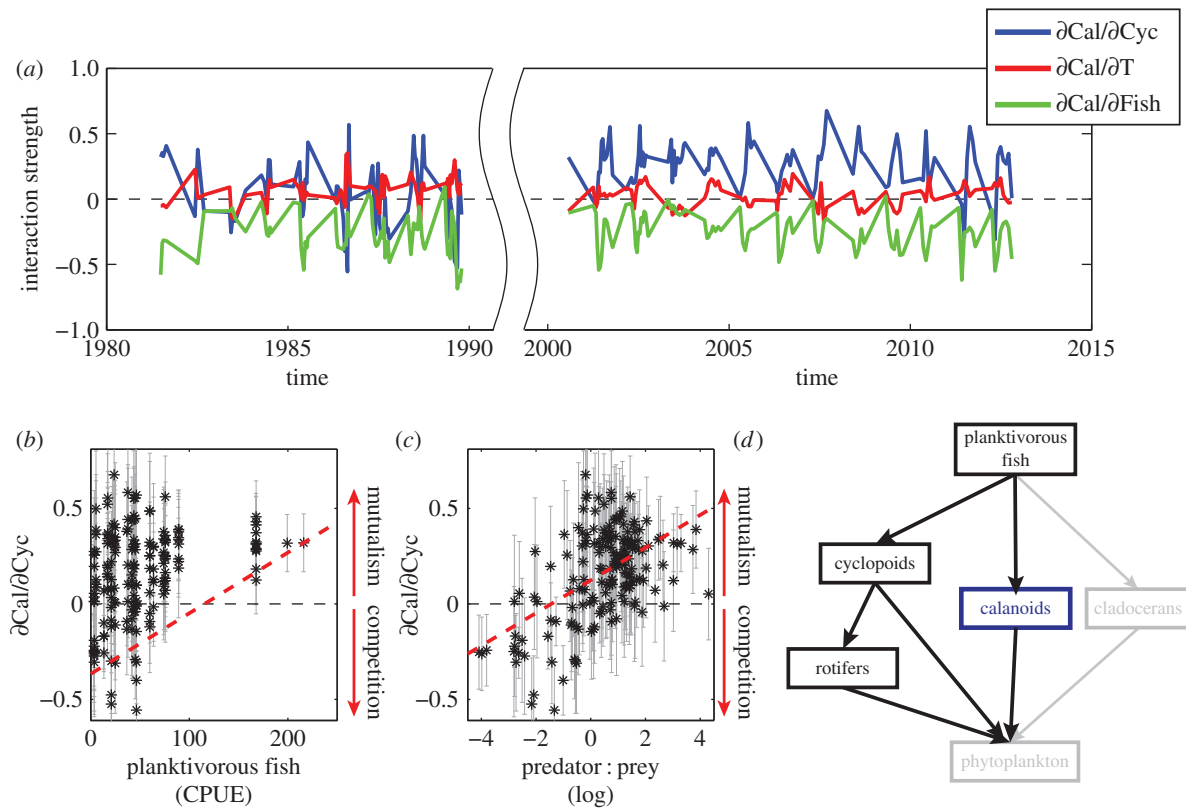 ∂Cal/∂Cyc
∂Cal/∂T
∂Cal/∂Fish
(a)
interaction strength
1.0
0.5
0
−0.5
−1.0
1980
1985
1990
2000
2005
2010
2015
time
time
(b)
∂Cal/∂Cyc
0.5
0
−0.5
0
100
200
planktivorous fish
(CPUE)
mutualism
competition
(c)
∂Cal/∂Cyc
0.5
0
−0.5
−4
−2
0
2
4
predator : prey
(log)
mutualism
competition
(d)
planktivorous
fish
cyclopoids
calanoids
cladocerans
rotifers
phytoplankton